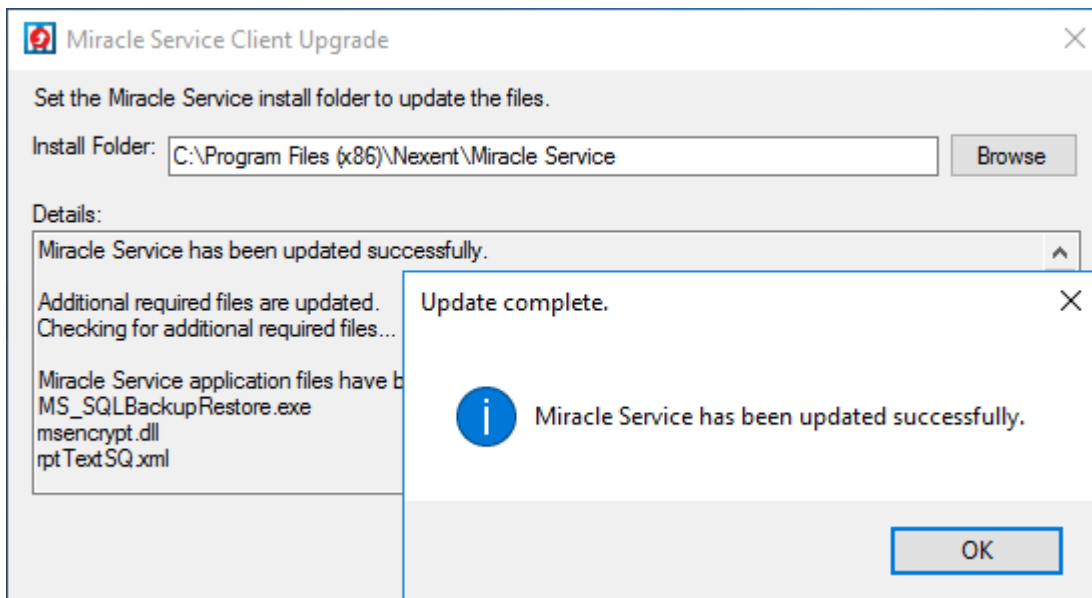 Miracle Service Client Upgrade
Set the Miracle Service install folder to update the files.
Install Folder: C:\Program Files (x86)\Nexent\Miracle Service Browse
Details:
Miracle Service has been updated successfully.
Additional required files are updated.
Checking for additional required files...
Miracle Service application files have b
MS_SQLBackupRestore.exe
msencrypt.dll
rptTextSQ.xml
Update complete.
Miracle Service has been updated successfully.
OK